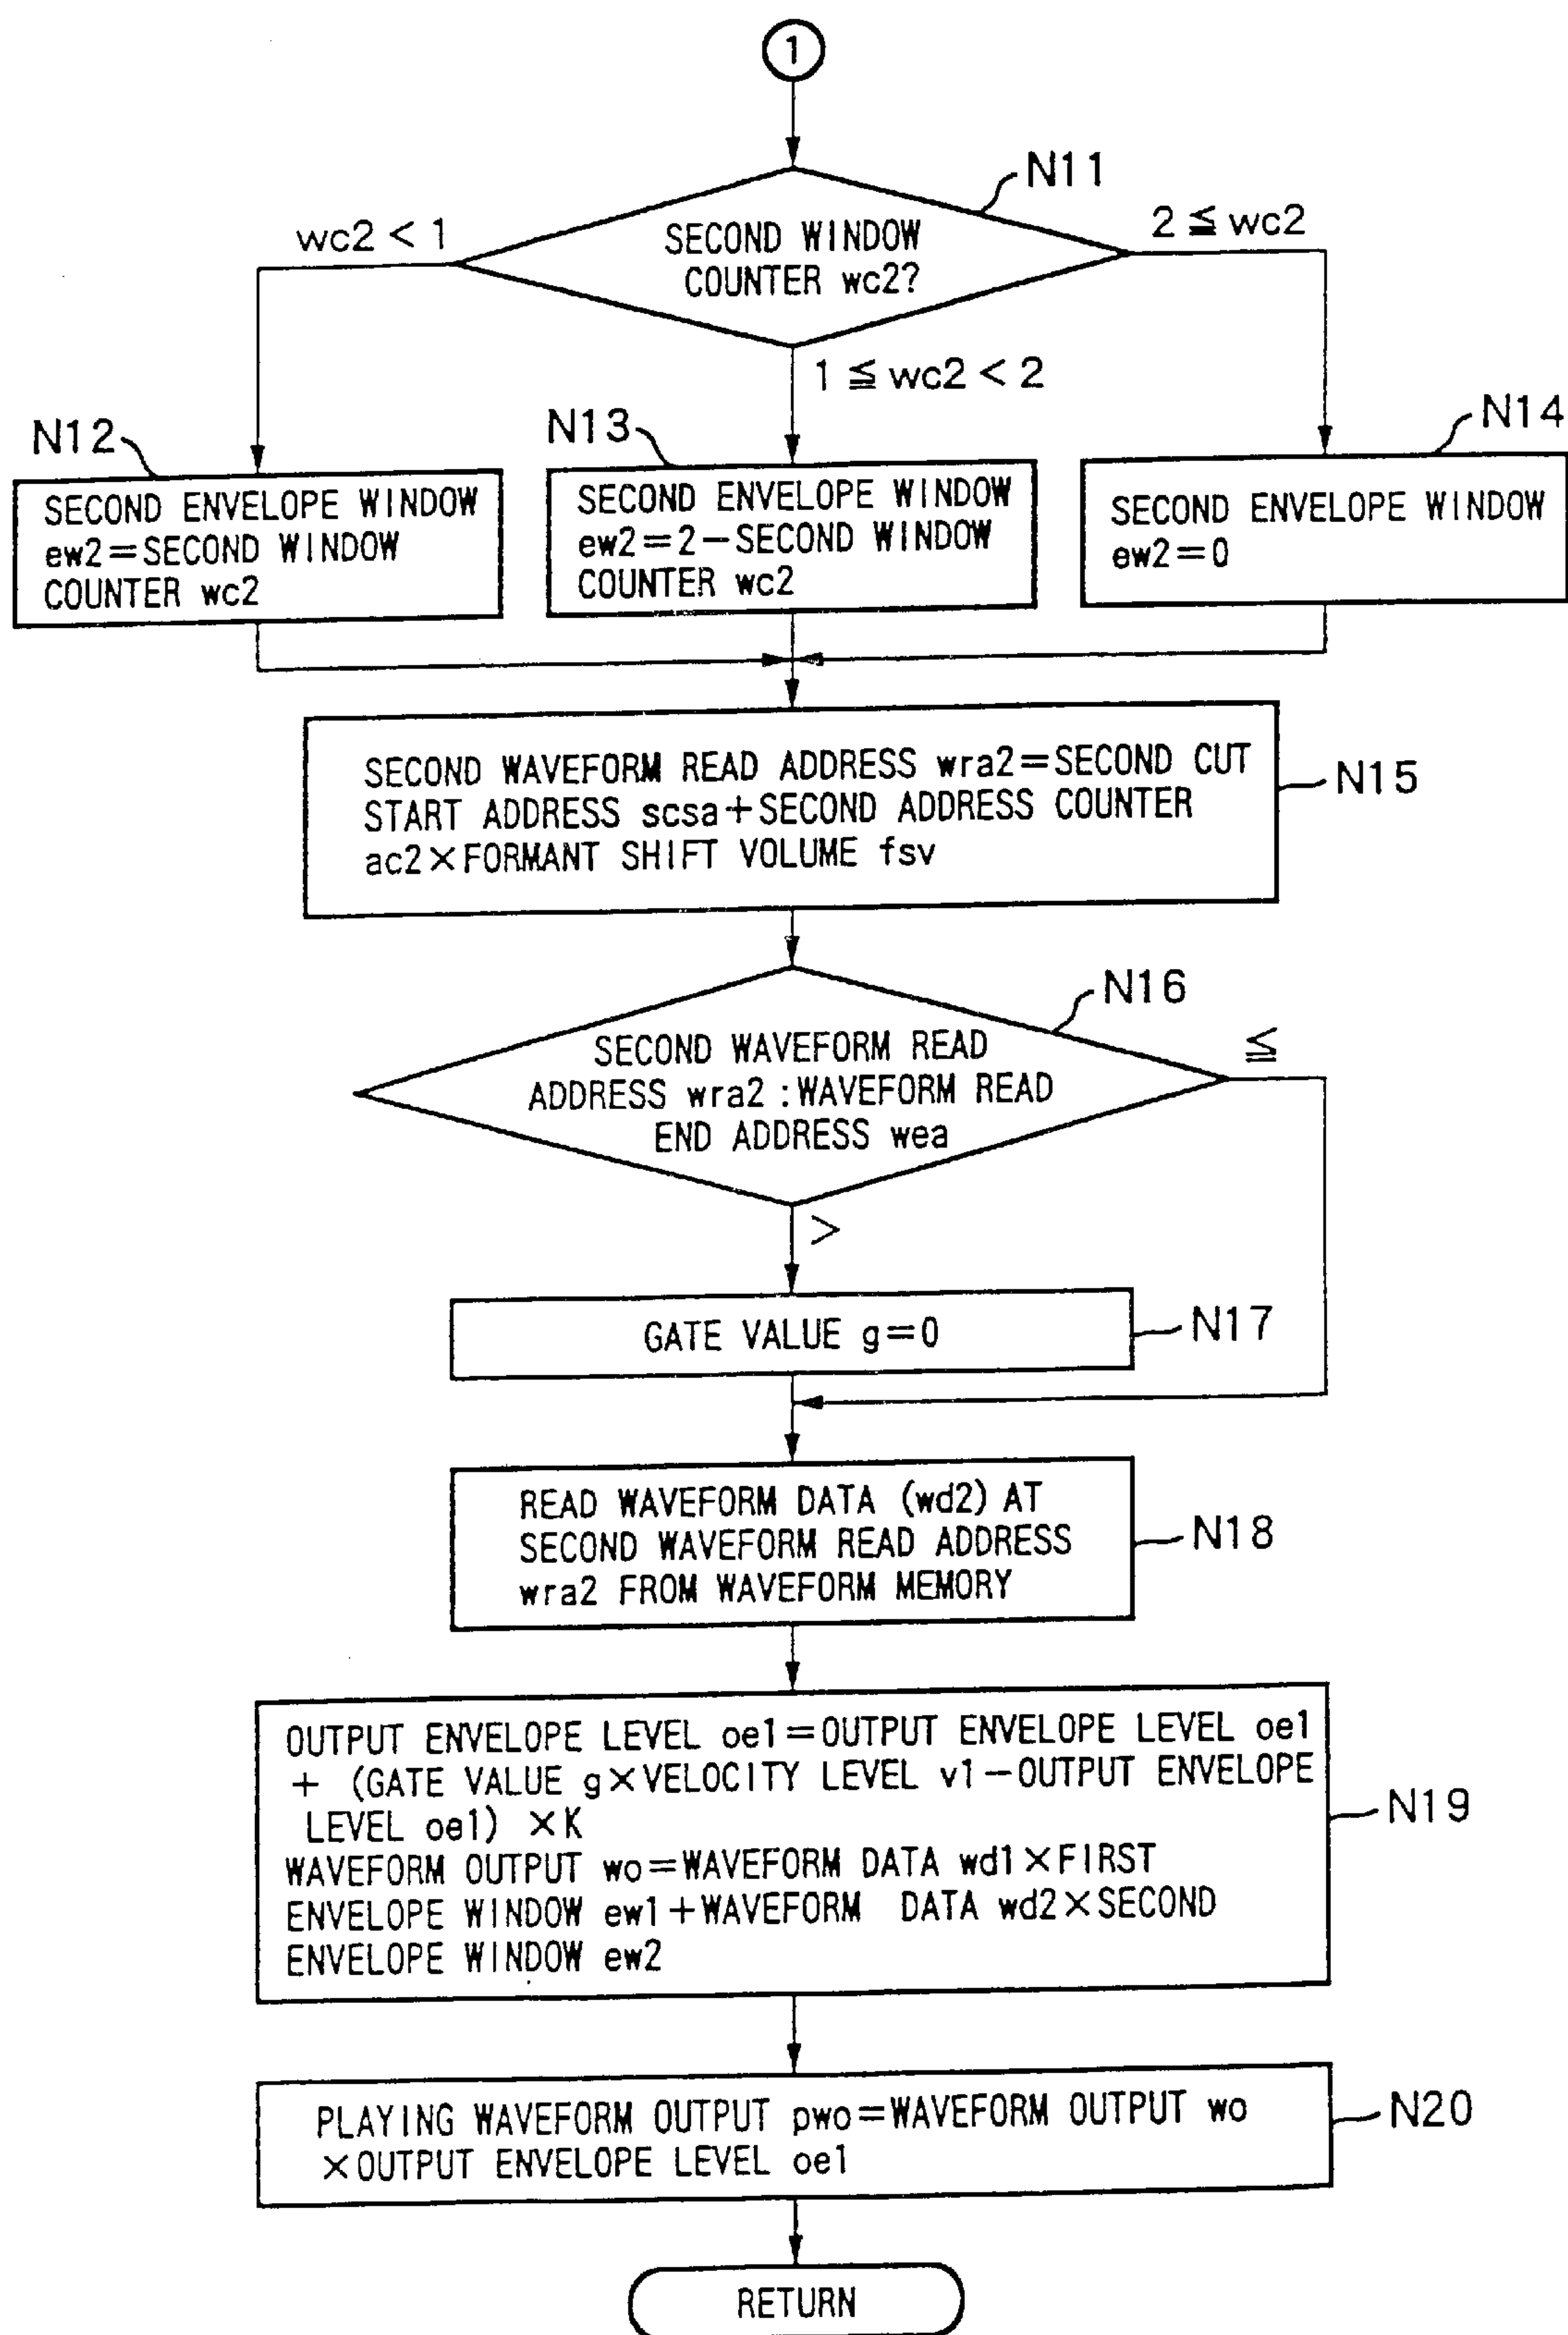 1
N11
wc2 < 1
SECOND WINDOW
COUNTER wc2?
2 ≦ wc2
1 ≦ wc2 < 2
N12
SECOND ENVELOPE WINDOW
ew2=SECOND WINDOW
COUNTER wc2
N13
SECOND ENVELOPE WINDOW
ew2=2-SECOND WINDOW
COUNTER wc2
N14
SECOND ENVELOPE WINDOW
ew2=0
SECOND WAVEFORM READ ADDRESS wra2=SECOND CUT
START ADDRESS scsa+SECOND ADDRESS COUNTER
ac2×FORMANT SHIFT VOLUME fsv
N15
N16
SECOND WAVEFORM READ
ADDRESS wra2 :WAVEFORM READ
END ADDRESS wea
≦
>
GATE VALUE g=0
N17
READ WAVEFORM DATA (wd2) AT
SECOND WAVEFORM READ ADDRESS
wra2 FROM WAVEFORM MEMORY
N18
OUTPUT ENVELOPE LEVEL oe1=OUTPUT ENVELOPE LEVEL oe1
+ (GATE VALUE g×VELOCITY LEVEL v1-OUTPUT ENVELOPE
LEVEL oe1) ×K
WAVEFORM OUTPUT wo=WAVEFORM DATA wd1×FIRST
ENVELOPE WINDOW ew1+WAVEFORM DATA wd2×SECOND
ENVELOPE WINDOW ew2
N19
PLAYING WAVEFORM OUTPUT pwo=WAVEFORM OUTPUT wo
×OUTPUT ENVELOPE LEVEL oe1
N20
RETURN